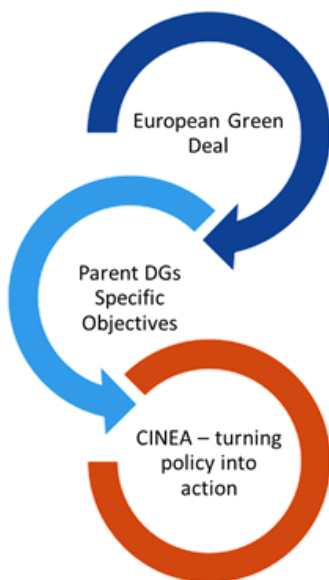 European Green
Deal
Parent DGs
Specific
Objectives
CINEA – turning
policy into
action